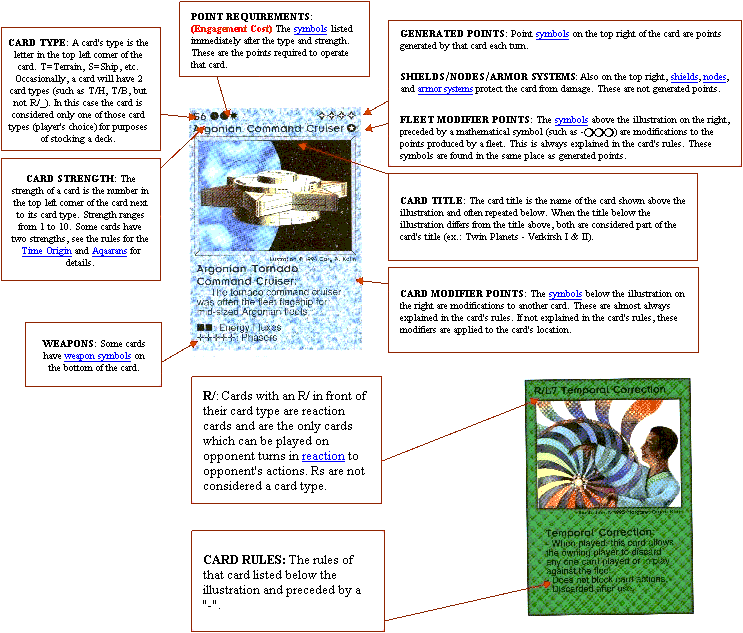 POINT REQUIREMENTS:
(Engagement Cost) The symbols listed
immediately after the type and strength.
These are the points required to operate
that card.
CARD TYPE: A card's type is the
letter in the top left corner of the
card. T=Terrain, S=Ship, etc.
Occasionally, a card will have 2
card types (such as T/H, T/B, but
not R/_). In this case the card is
considered only one of those card
types (player's choice) for purposes
of stocking a deck.
GENERATED POINTS: Point symbols on the top right of the card are points
generated by that card each turn.
SHIELDS/NODES/ARMOR SYSTEMS: Also on the top right, shields, nodes,
and armor systems protect the card from damage. These are not generated points.
FLEET MODIFIER POINTS: The symbols above the illustration on the right,
preceded by a mathematical symbol (such as -❍❍❍) are modifications to the
points produced by a fleet. This is always explained in the card's rules. These
symbols are found in the same place as generated points.
CARD STRENGTH: The
strength of a card is the number in
the top left corner of the card next
to its card type. Strength ranges
from 1 to 10. Some cards have
two strengths, see the rules for the
Time Origin and Aqaarans for
details.
Argonian Command Cruiser
Illustration © 1996 Gary A. Kalin
Argonian Tornado
Command Cruiser:
The tornado command cruiser
was often the fleet flagship for
mid-sized Argonian fleets.
■■: Energy Fluxes
: Phasers
CARD TITLE: The card title is the name of the card shown above the
illustration and often repeated below. When the title below the
illustration differs from the title above, both are considered part of the
card's title (ex.: Twin Planets - Verkirsh I & II).
CARD MODIFIER POINTS: The symbols below the illustration on
the right are modifications to another card. These are almost always
explained in the card's rules. If not explained in the card's rules, these
modifiers are applied to the card's location.
WEAPONS: Some cards
have weapon symbols on
the bottom of the card.
R/: Cards with an R/ in front of
their card type are reaction
cards and are the only cards
which can be played on
opponent turns in reaction to
opponent's actions. Rs are not
considered a card type.
R/L7 Temporal Correction
Temporal Correction:
- When played, this card allows
the owning player to discard
any one card played or in play
against the fleet.
- Does not block card actions.
- Discarded after use.
CARD RULES: The rules of
that card listed below the
illustration and preceded by a
"-".